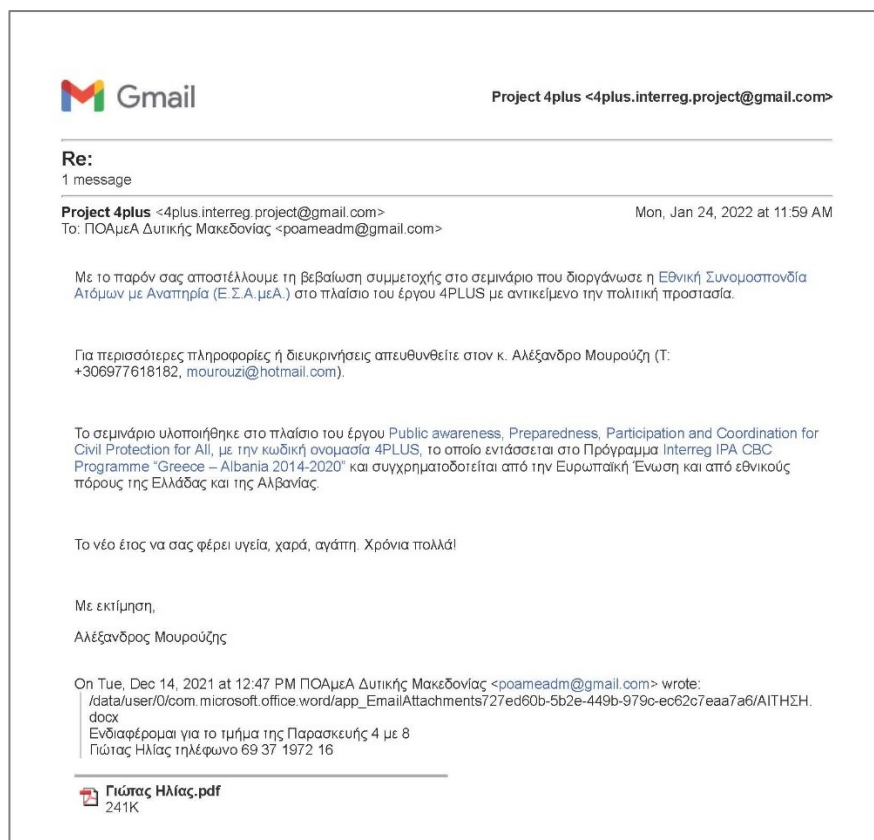 Gmail
Project 4plus <4plus.interreg.project@gmail.com>
Re:
1 message
Project 4plus <4plus.interreg.project@gmail.com>
Mon, Jan 24, 2022 at 11:59 AM
To: ΠΟΑμεΑ Δυτικής Μακεδονίας <poameadm@gmail.com>
Με το παρόν σας αποστέλλουμε τη βεβαίωση συμμετοχής στο σεμινάριο που διοργάνωσε η Εθνική Συνομοσπονδία
Ατόμων με Αναπηρία (Ε.Σ.Α.μεΑ.) στο πλαίσιο του έργου 4PLUS με αντικείμενο την πολιτική προστασία.
Για περισσότερες πληροφορίες ή διευκρινήσεις απευθυνθείτε στον κ. Αλέξανδρο Μουρούζη (Τ:
+306977618182, mourouzi@hotmail.com).
Το σεμινάριο υλοποιήθηκε στο πλαίσιο του έργου Public awareness, Preparedness, Participation and Coordination for
Civil Protection for All, με την κωδική ονομασία 4PLUS, το οποίο εντάσσεται στο Πρόγραμμα Interreg IPA CBC
Programme “Greece – Albania 2014-2020” και συγχρηματοδοτείται από την Ευρωπαϊκή Ένωση και από εθνικούς
πόρους της Ελλάδας και της Αλβανίας.
Το νέο έτος να σας φέρει υγεία, χαρά, αγάπη. Χρόνια πολλά!
Με εκτίμηση,
Αλέξανδρος Μουρούζης
On Tue, Dec 14, 2021 at 12:47 PM ΠΟΑμεΑ Δυτικής Μακεδονίας <poameadm@gmail.com> wrote:
/data/user/0/com.microsoft.office.word/app_EmailAttachments727ed60b-5b2e-449b-979c-ec62c7eaa7a6/ΑΙΤΗΣΗ.
docx
Ενδιαφέρομαι για το τμήμα της Παρασκευής 4 με 8
Γιώτας Ηλίας τηλέφωνο 69 37 1972 16
Γιώτας Ηλίας.pdf
241K